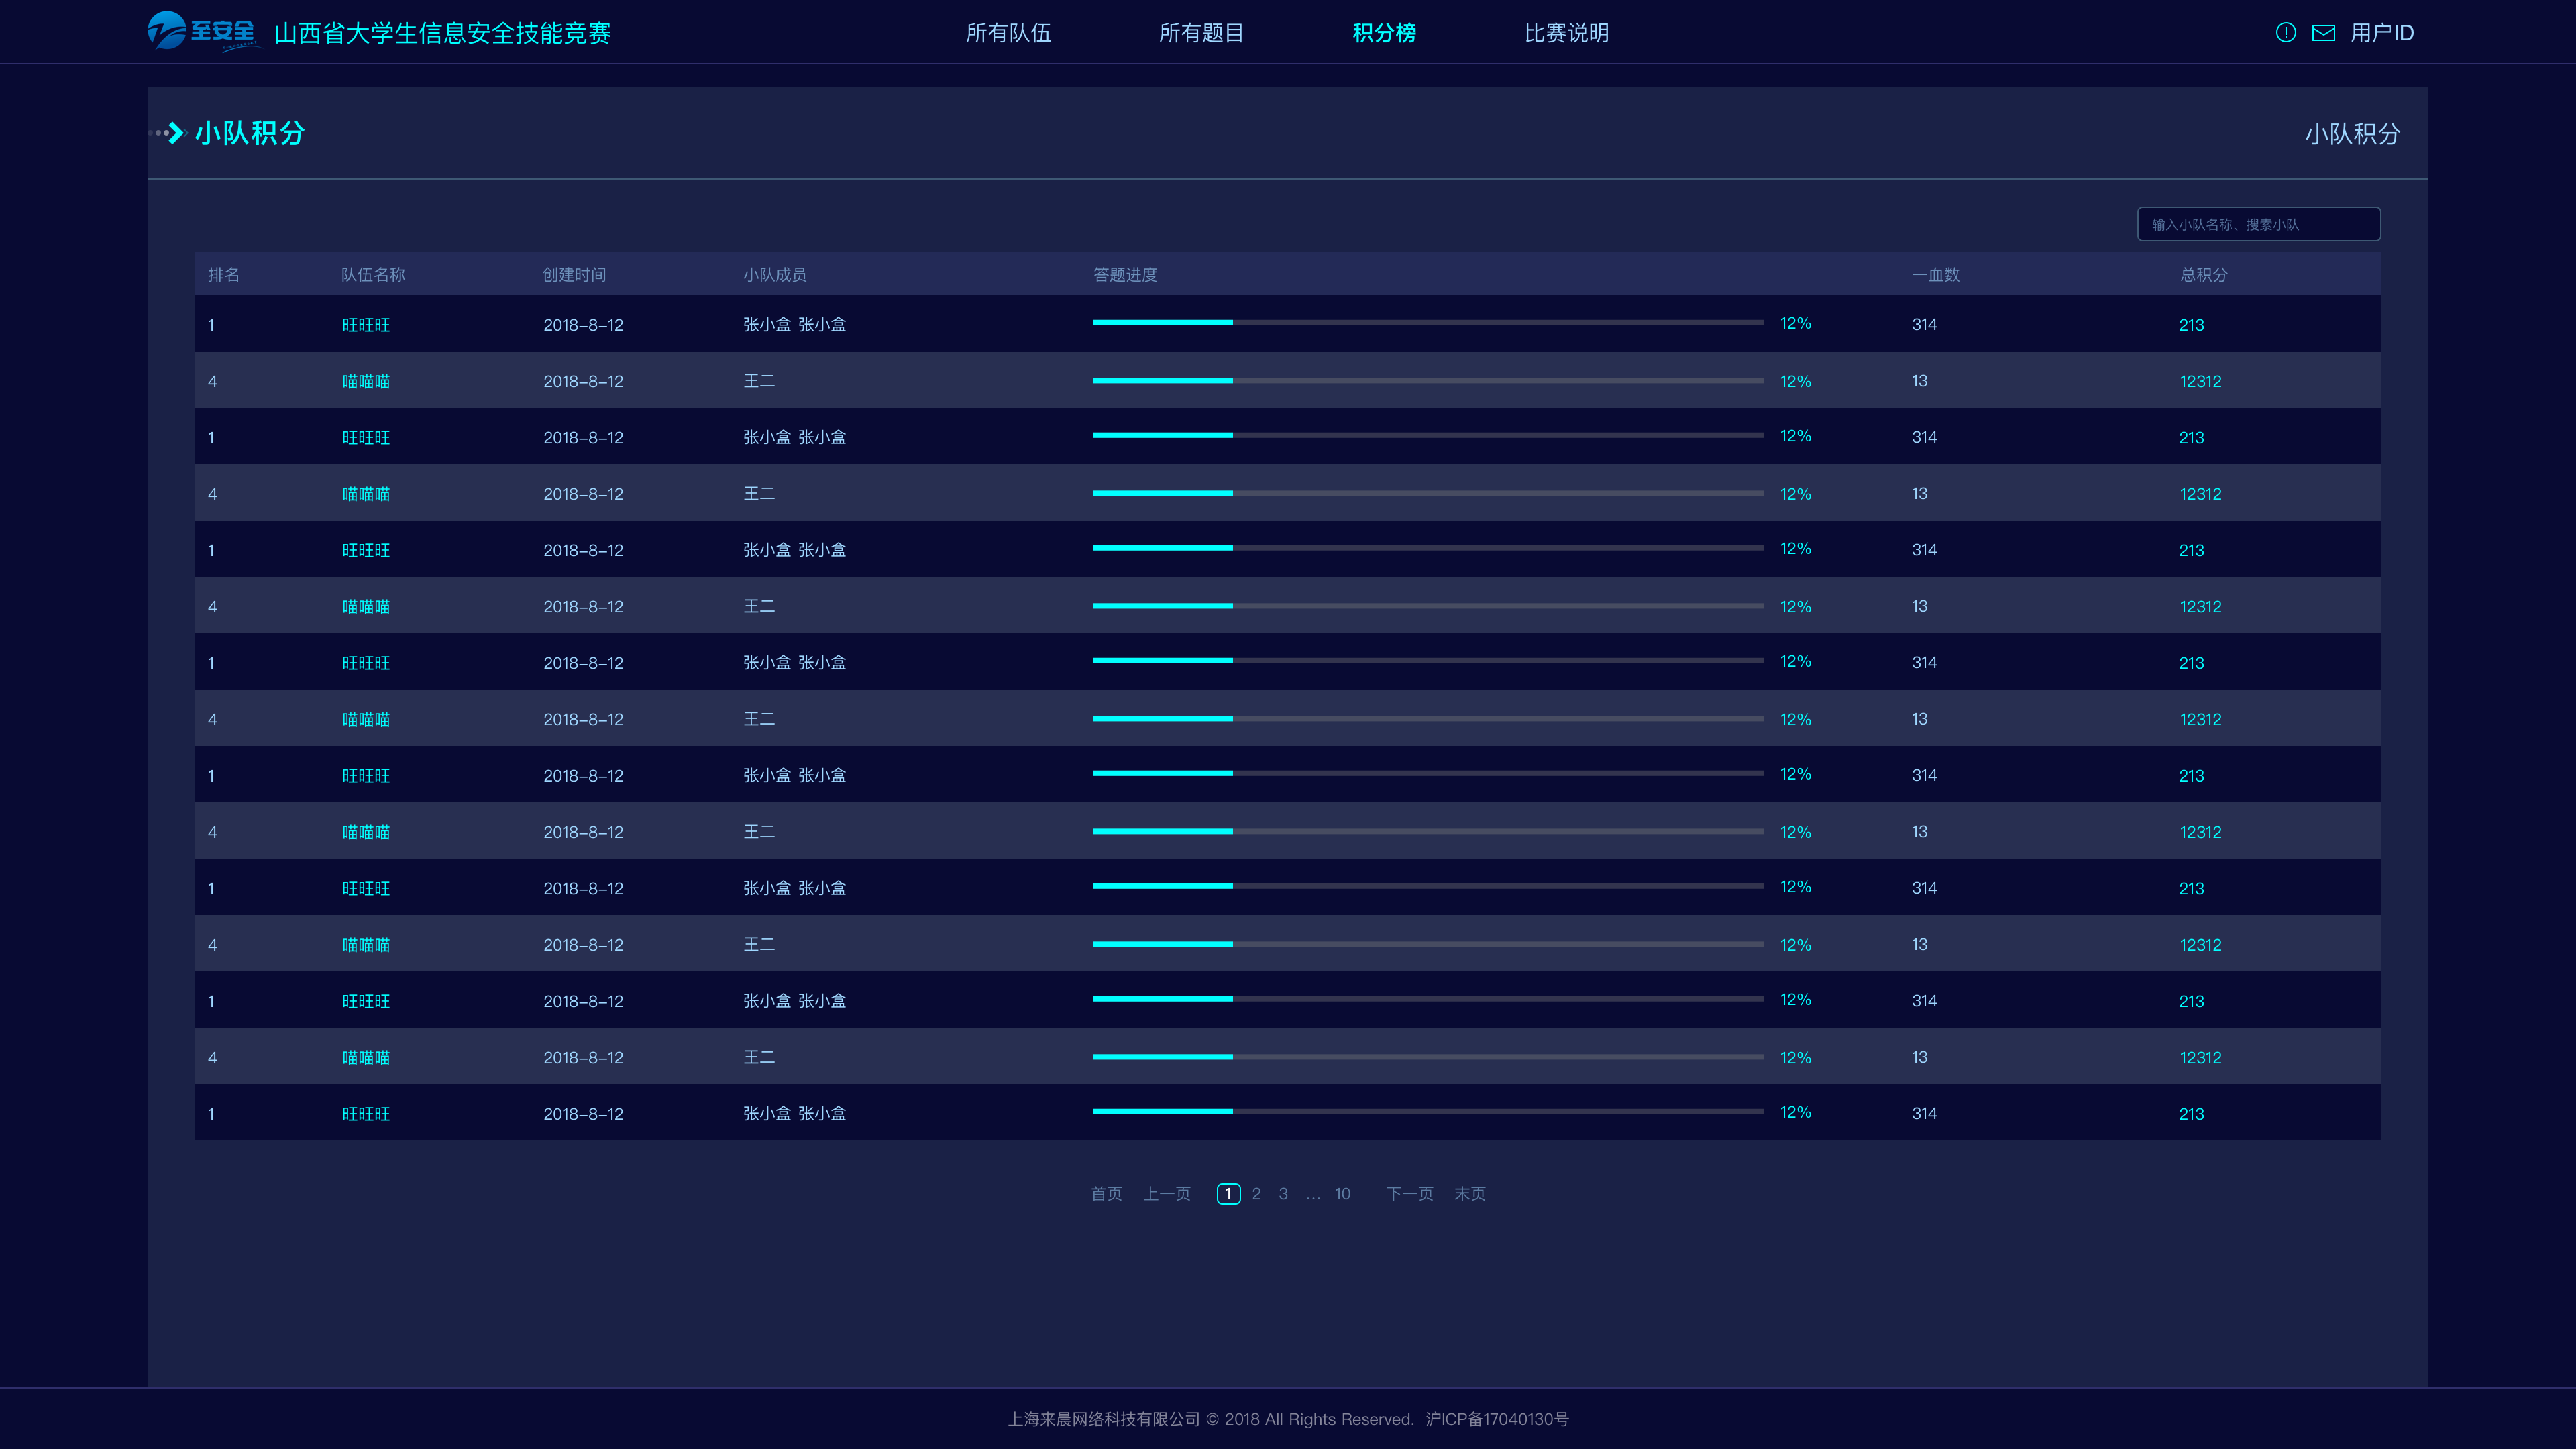 至安全 山西省大学生信息安全技能竞赛 所有队伍 所有题目 积分榜 比赛说明 用户ID
小队积分 小队积分
输入小队名称、搜索小队
排名 队伍名称 创建时间 小队成员 答题进度 一血数 总积分
1 旺旺旺 2018-8-12 张小盒 张小盒 12% 314 213
4 喵喵喵 2018-8-12 王二 12% 13 12312
1 旺旺旺 2018-8-12 张小盒 张小盒 12% 314 213
4 喵喵喵 2018-8-12 王二 12% 13 12312
1 旺旺旺 2018-8-12 张小盒 张小盒 12% 314 213
4 喵喵喵 2018-8-12 王二 12% 13 12312
1 旺旺旺 2018-8-12 张小盒 张小盒 12% 314 213
4 喵喵喵 2018-8-12 王二 12% 13 12312
1 旺旺旺 2018-8-12 张小盒 张小盒 12% 314 213
4 喵喵喵 2018-8-12 王二 12% 13 12312
1 旺旺旺 2018-8-12 张小盒 张小盒 12% 314 213
4 喵喵喵 2018-8-12 王二 12% 13 12312
1 旺旺旺 2018-8-12 张小盒 张小盒 12% 314 213
4 喵喵喵 2018-8-12 王二 12% 13 12312
1 旺旺旺 2018-8-12 张小盒 张小盒 12% 314 213
首页 上一页 1 2 3 … 10 下一页 末页
上海来晨网络科技有限公司 © 2018 All Rights Reserved. 沪ICP备17040130号